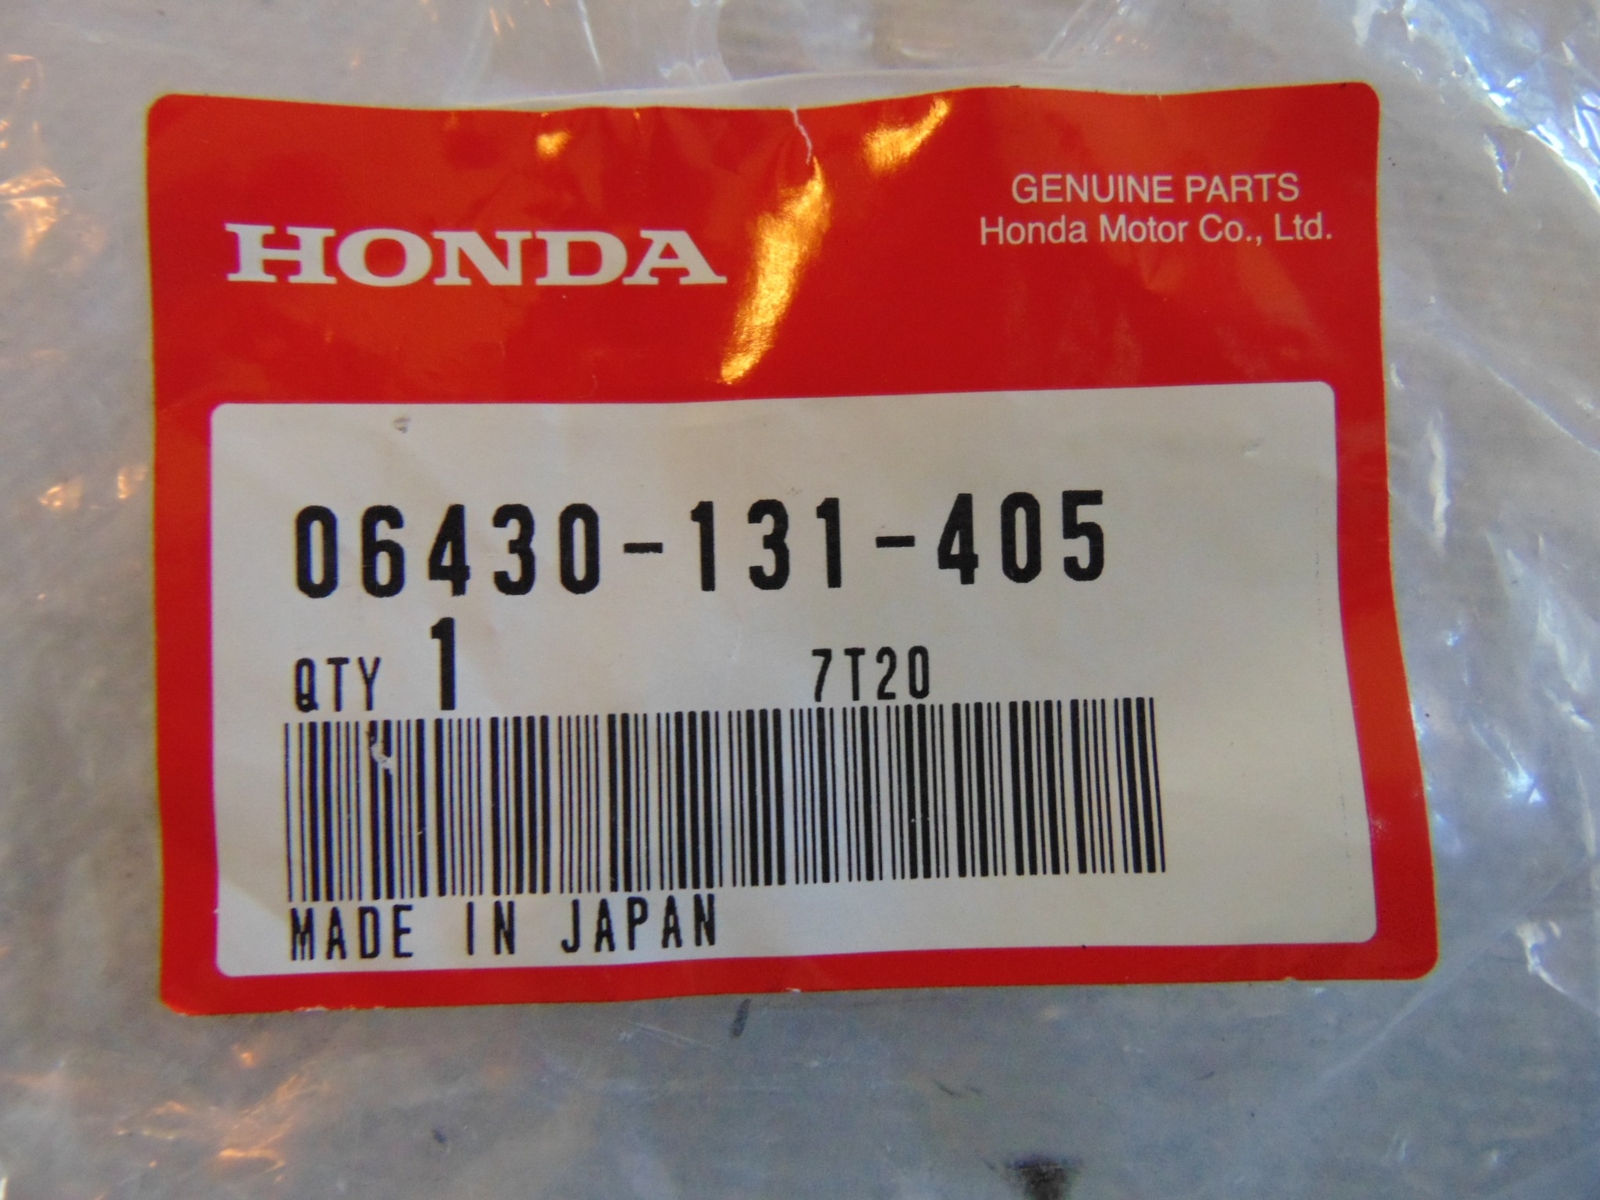 HONDA
GENUINE PARTS
Honda Motor Co., Ltd.
06430-131-405
QTY 1 7T20
MADE IN JAPAN